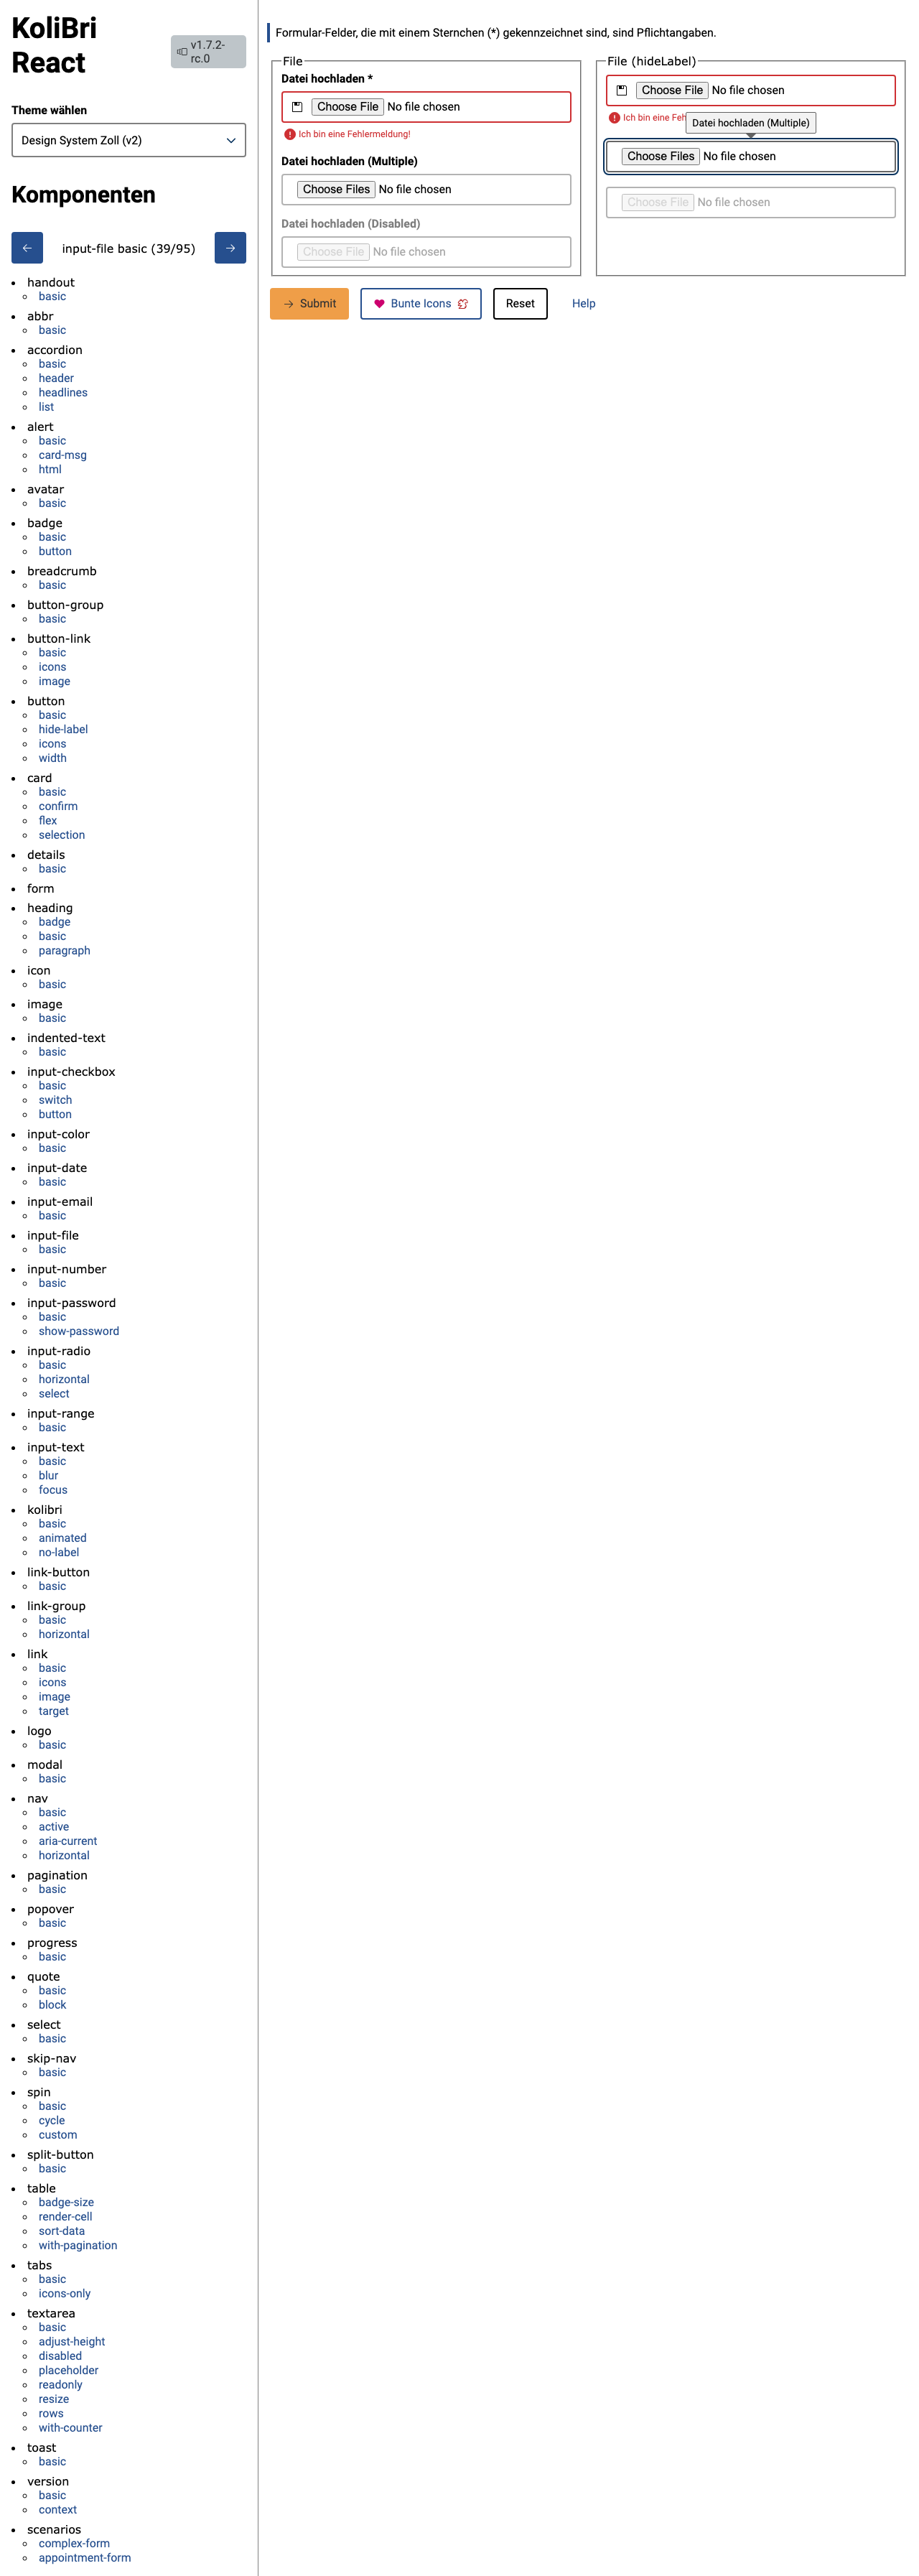 KoliBri
React
v1.7.2-
rc.0
Theme wählen
Design System Zoll (v2)
Komponenten
input-file basic (39/95)
handout
basic
abbr
basic
accordion
basic
header
headlines
list
alert
basic
card-msg
html
avatar
basic
badge
basic
button
breadcrumb
basic
button-group
basic
button-link
basic
icons
image
button
basic
hide-label
icons
width
card
basic
confirm
flex
selection
details
basic
form
heading
badge
basic
paragraph
icon
basic
image
basic
indented-text
basic
input-checkbox
basic
switch
button
input-color
basic
input-date
basic
input-email
basic
input-file
basic
input-number
basic
input-password
basic
show-password
input-radio
basic
horizontal
select
input-range
basic
input-text
basic
blur
focus
kolibri
basic
animated
no-label
link-button
basic
link-group
basic
horizontal
link
basic
icons
image
target
logo
basic
modal
basic
nav
basic
active
aria-current
horizontal
pagination
basic
popover
basic
progress
basic
quote
basic
block
select
basic
skip-nav
basic
spin
basic
cycle
custom
split-button
basic
table
badge-size
render-cell
sort-data
with-pagination
tabs
basic
icons-only
textarea
basic
adjust-height
disabled
placeholder
readonly
resize
rows
with-counter
toast
basic
version
basic
context
scenarios
complex-form
appointment-form
Formular-Felder, die mit einem Sternchen (*) gekennzeichnet sind, sind Pflichtangaben.
File
Datei hochladen *
Choose File No file chosen
Ich bin eine Fehlermeldung!
Datei hochladen (Multiple)
Choose Files No file chosen
Datei hochladen (Disabled)
Choose File No file chosen
File (hideLabel)
Choose File No file chosen
Ich bin eine Feh
Datei hochladen (Multiple)
Choose Files No file chosen
Choose File No file chosen
Submit
Bunte Icons
Reset
Help